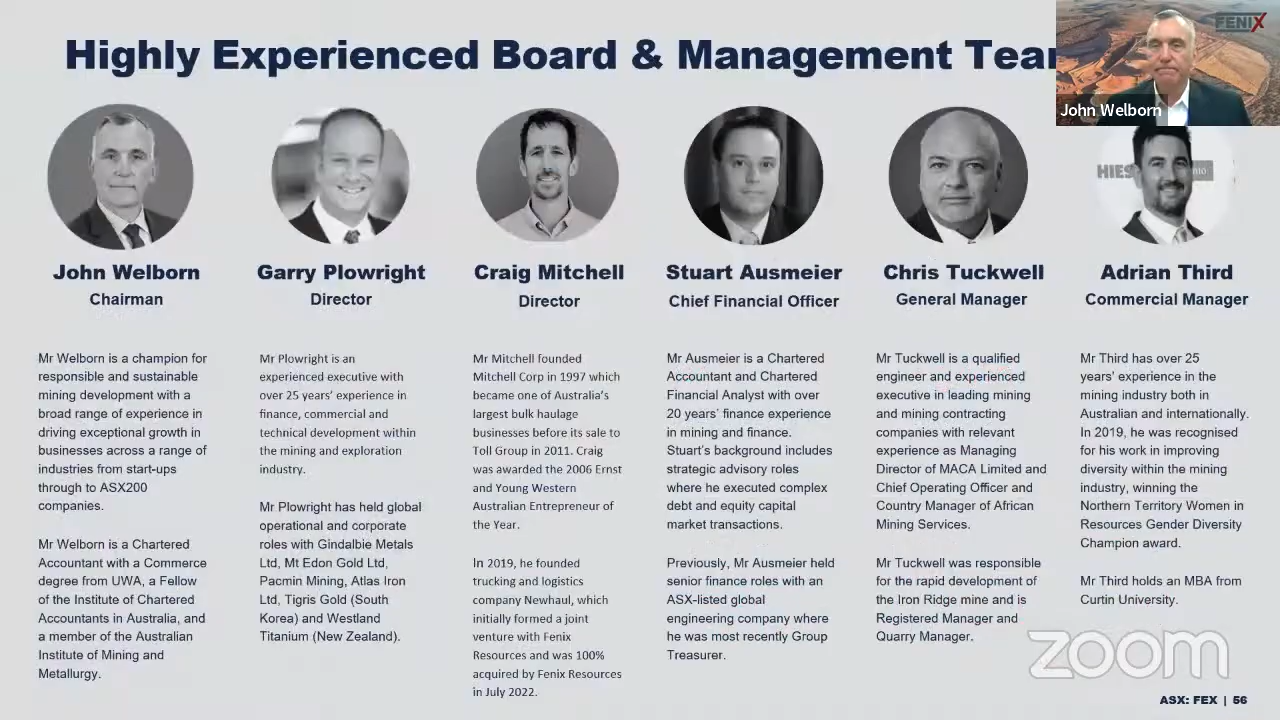 Highly Experienced Board & Management Tea
FENIX
John Welborn
HIES
John Welborn
Chairman
Mr Welborn is a champion for
responsible and sustainable
mining development with a
broad range of experience in
driving exceptional growth in
businesses across a range of
industries from start-ups
through to ASX200
companies.
Mr Welborn is a Chartered
Accountant with a Commerce
degree from UWA, a Fellow
of the Institute of Chartered
Accountants in Australia, and
a member of the Australian
Institute of Mining and
Metallurgy.
Garry Plowright
Director
Mr Plowright is an
experienced executive with
over 25 years' experience in
finance, commercial and
technical development within
the mining and exploration
industry.
Mr Plowright has held global
operational and corporate
roles with Gindalbie Metals
Ltd, Mt Edon Gold Ltd,
Pacmin Mining, Atlas Iron
Ltd, Tigris Gold (South
Korea) and Westland
Titanium (New Zealand).
Craig Mitchell
Director
Mr Mitchell founded
Mitchell Corp in 1997 which
became one of Australia's
largest bulk haulage
businesses before its sale to
Toll Group in 2011. Craig
was awarded the 2006 Ernst
and Young Western
Australian Entrepreneur of
the Year.
In 2019, he founded
trucking and logistics
company Newhaul, which
initially formed a joint
venture with Fenix
Resources and was 100%
acquired by Fenix Resources
in July 2022.
Stuart Ausmeier
Chief Financial Officer
Mr Ausmeier is a Chartered
Accountant and Chartered
Financial Analyst with over
20 years' finance experience
in mining and finance.
Stuart's background includes
strategic advisory roles
where he executed complex
debt and equity capital
market transactions.
Previously, Mr Ausmeier held
senior finance roles with an
ASX-listed global
engineering company where
he was most recently Group
Treasurer.
Chris Tuckwell
General Manager
Mr Tuckwell is a qualified
engineer and experienced
executive in leading mining
and mining contracting
companies with relevant
experience as Managing
Director of MACA Limited and
Chief Operating Officer and
Country Manager of African
Mining Services.
Mr Tuckwell was responsible
for the rapid development of
the Iron Ridge mine and is
Registered Manager and
Quarry Manager.
Adrian Third
Commercial Manager
Mr Third has over 25
years' experience in the
mining industry both in
Australian and internationally.
In 2019, he was recognised
for his work in improving
diversity within the mining
industry, winning the
Northern Territory Women in
Resources Gender Diversity
Champion award.
Mr Third holds an MBA from
Curtin University.
zoom
ASX: FEX | 56